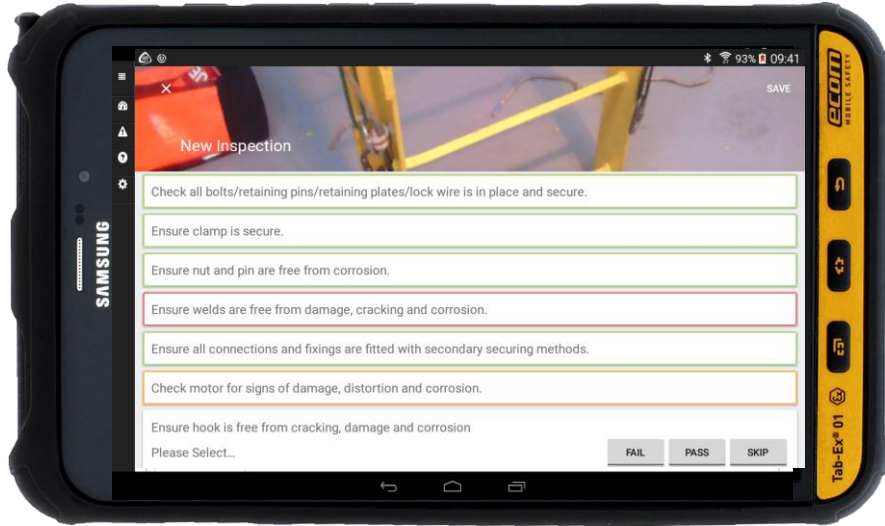 93% 09:41
SAVE
New Inspection
Check all bolts/retaining pins/retaining plates/lock wire is in place and secure.
Ensure clamp is secure.
Ensure nut and pin are free from corrosion.
Ensure welds are free from damage, cracking and corrosion.
Ensure all connections and fixings are fitted with secondary securing methods.
Check motor for signs of damage, distortion and corrosion.
Ensure hook is free from cracking, damage and corrosion
Please Select...
FAIL PASS SKIP
SAMSUNG
ecom
MOBILE SAFETY
Tab-Ex® 01